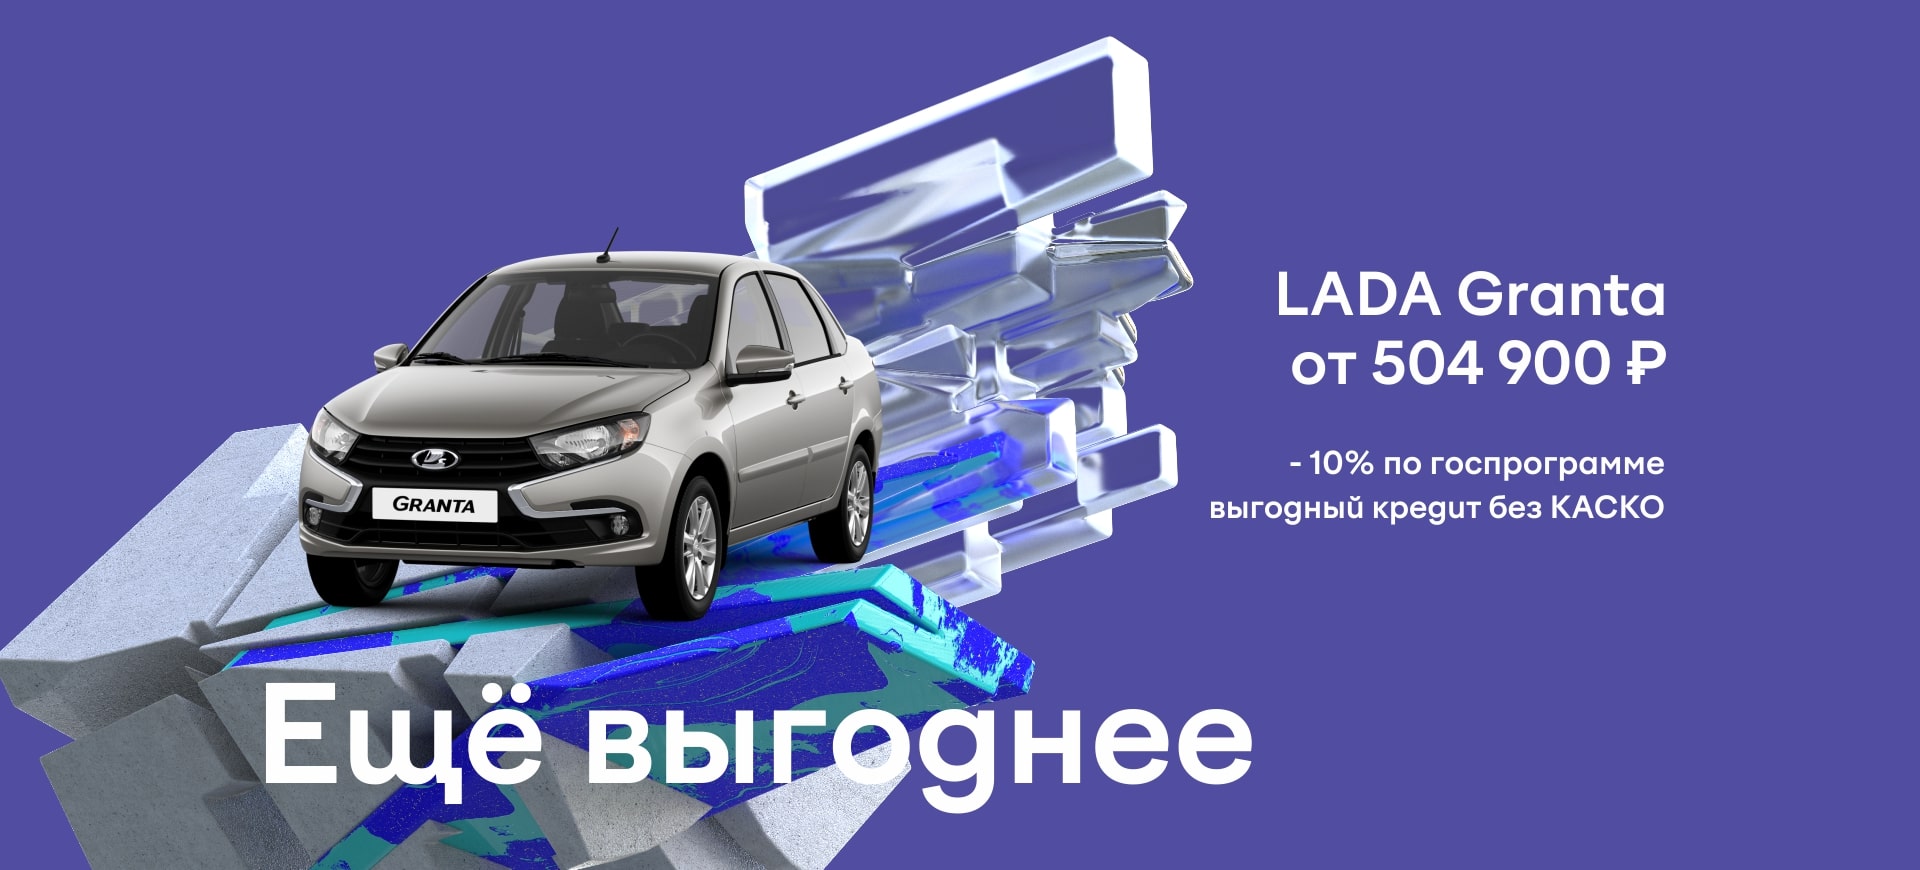 LADA Granta
от 504 900 ₽
- 10% по госпрограмме
выгодный кредит без КАСКО
GRANTA
Ещё выгоднее